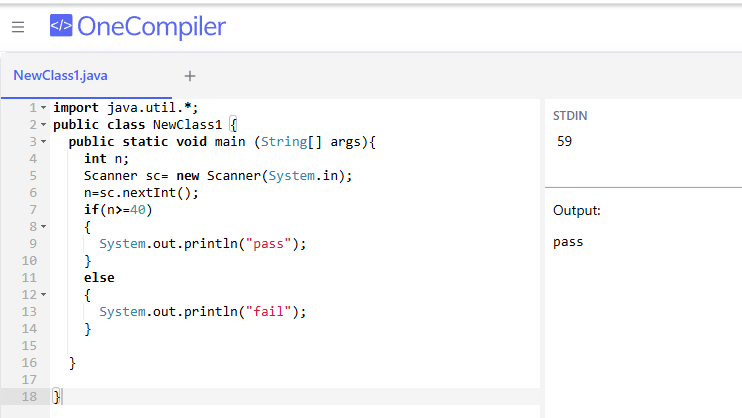 </> OneCompiler
NewClass1.java +
1 import java.util.*;
2 public class NewClass1 {
3 public static void main (String[] args){
4 int n;
5 Scanner sc= new Scanner(System.in);
6 n=sc.nextInt();
7 if(n>=40)
8 {
9 System.out.println("pass");
10 }
11 else
12 {
13 System.out.println("fail");
14 }
15
16 }
17
18 }
STDIN
59
Output:
pass